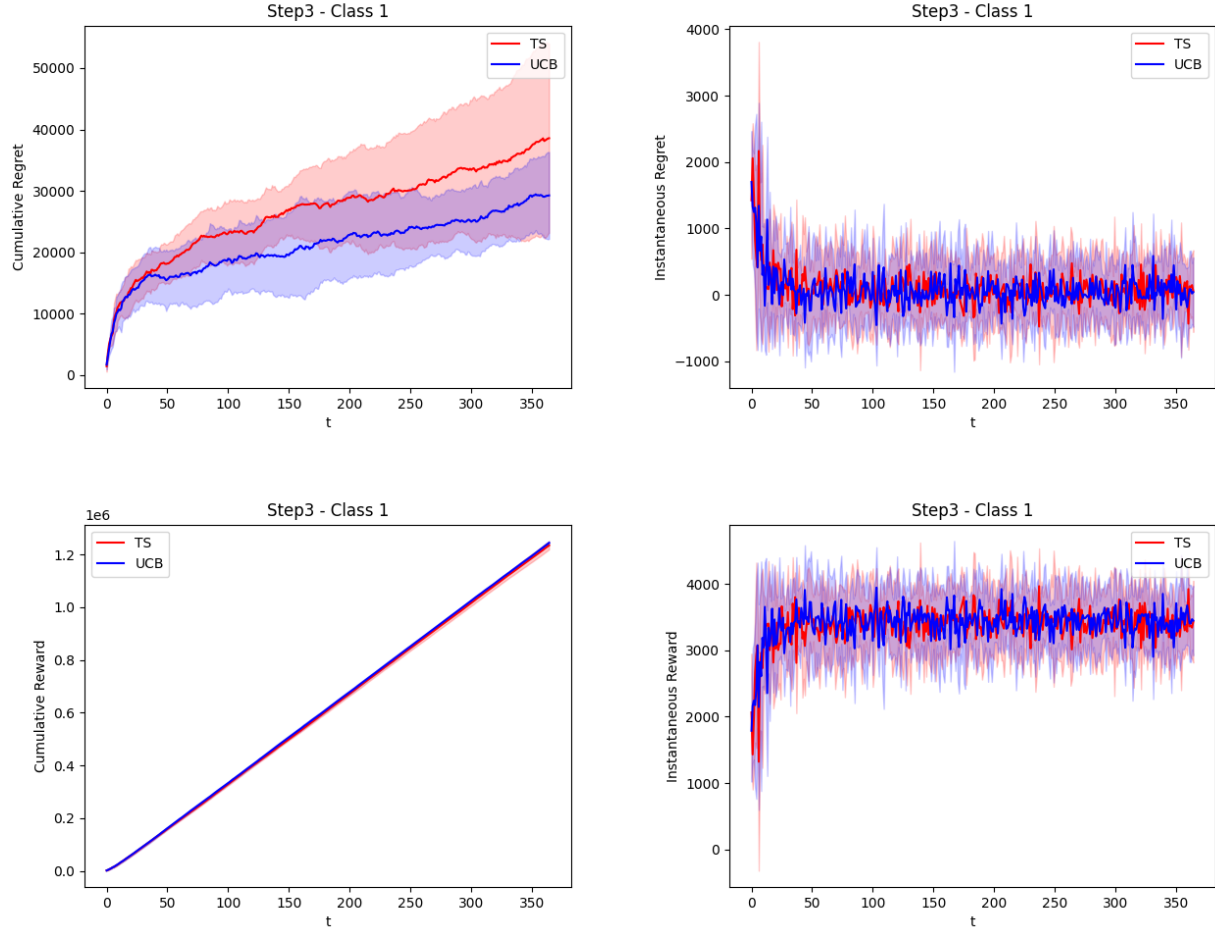 Step3 - Class 1
TS
UCB
50000
40000
30000
20000
10000
0
Cumulative Regret
0 50 100 150 200 250 300 350
t
Step3 - Class 1
TS
UCB
4000
3000
2000
1000
0
−1000
Instantaneous Regret
0 50 100 150 200 250 300 350
t
Step3 - Class 1
1e6
TS
UCB
1.2
1.0
0.8
0.6
0.4
0.2
0.0
Cumulative Reward
0 50 100 150 200 250 300 350
t
Step3 - Class 1
TS
UCB
4000
3000
2000
1000
0
Instantaneous Reward
0 50 100 150 200 250 300 350
t